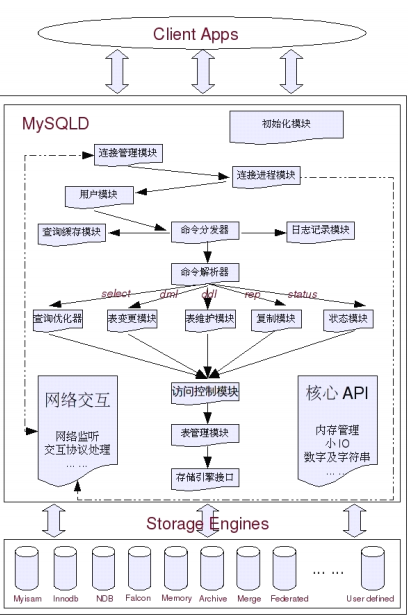 Client Apps
MySQLD
初始化模块
连接管理模块
连接进程模块
用户模块
查询缓存模块
命令分发器
日志记录模块
命令解析器
select
dml
ddl
rep
status
查询优化器
表变更模块
表维护模块
复制模块
状态模块
访问控制模块
网络交互
网络监听
交互协议处理
... ...
核心 API
内存管理
小 IO
数字及字符串
... ...
表管理模块
存储引擎接口
Storage Engines
Myisam
Innodb
NDB
Falcon
Memory
Archive
Merge
Federated
... ...
User defined